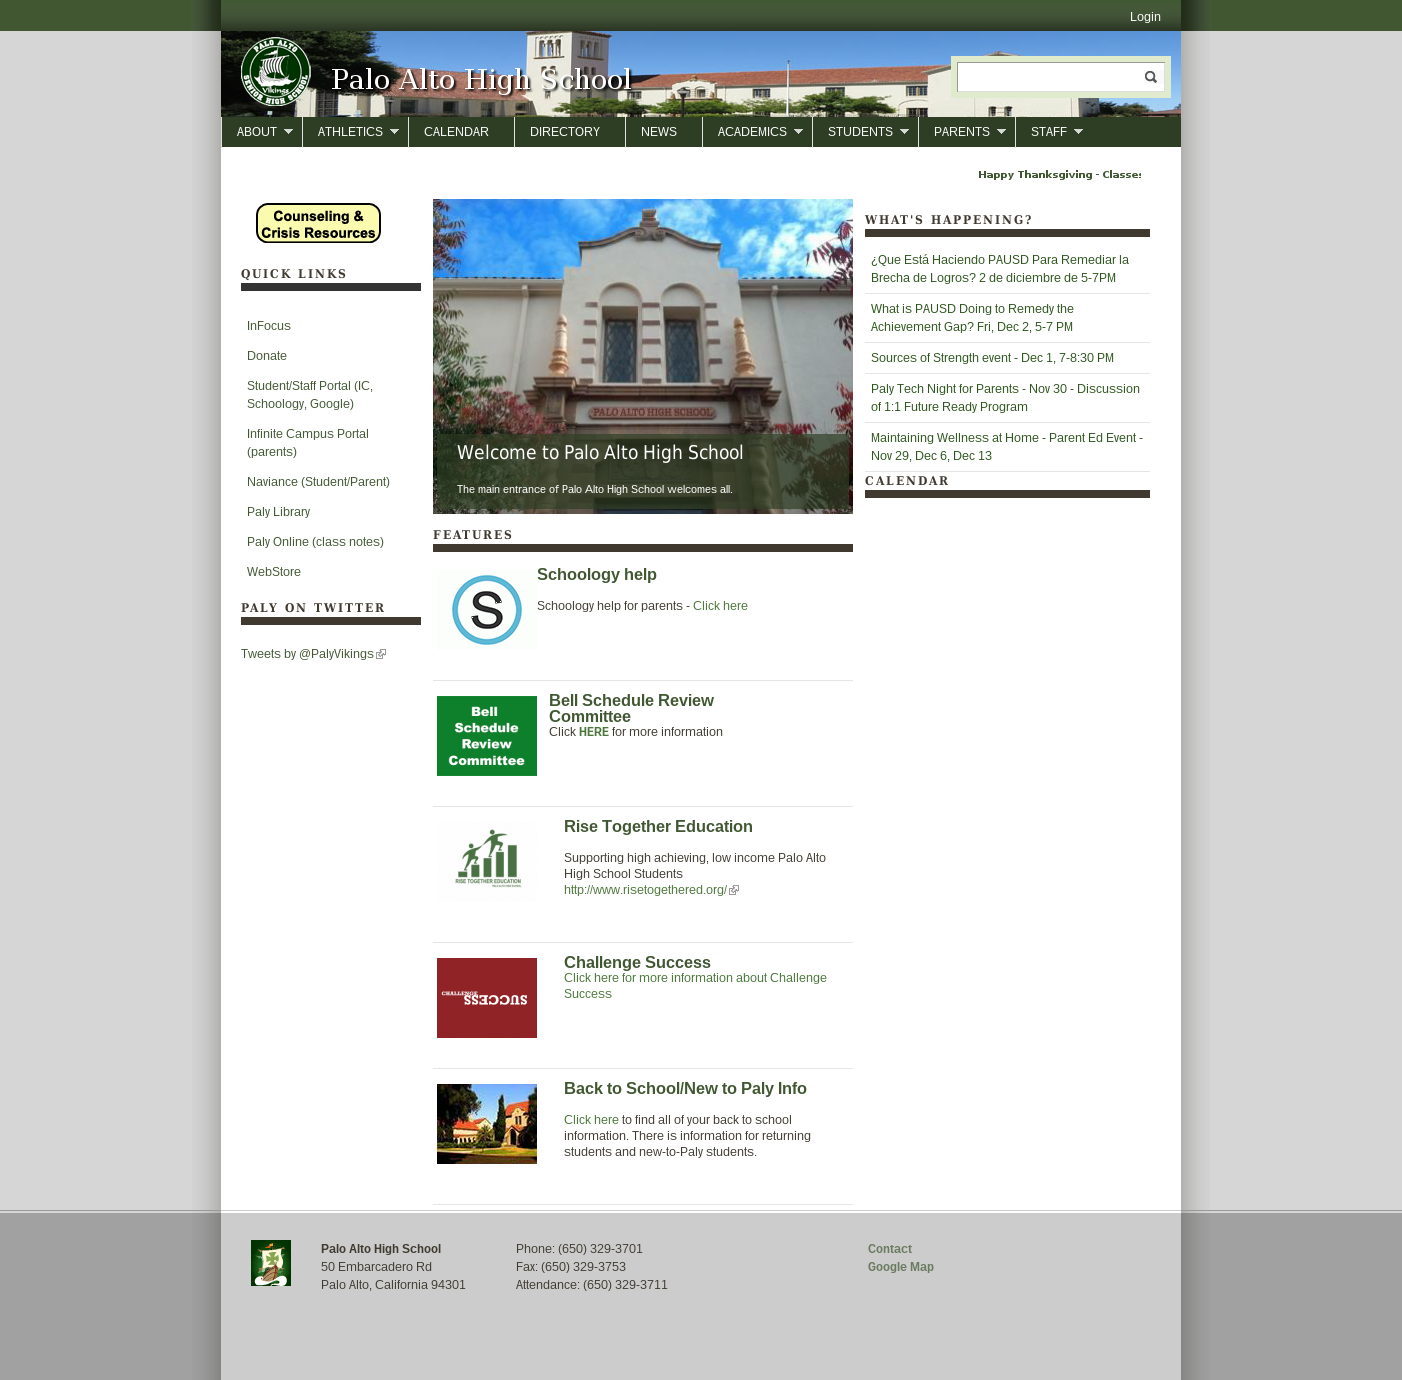 Login
PALO ALTO
Vikings
SENIOR HIGH SCHOOL
Palo Alto High School
ABOUT
ATHLETICS
CALENDAR
DIRECTORY
NEWS
ACADEMICS
STUDENTS
PARENTS
STAFF
Happy Thanksgiving - Classes
Counseling &
Crisis Resources
QUICK LINKS
InFocus
Donate
Student/Staff Portal (IC,
Schoology, Google)
Infinite Campus Portal
(parents)
Naviance (Student/Parent)
Paly Library
Paly Online (class notes)
WebStore
PALY ON TWITTER
Tweets by @PalyVikings
PALO ALTO HIGH SCHOOL
Welcome to Palo Alto High School
The main entrance of Palo Alto High School welcomes all.
FEATURES
S
Schoology help
Schoology help for parents - Click here
Bell
Schedule
Review
Committee
Bell Schedule Review
Committee
Click HERE for more information
RISE TOGETHER EDUCATION
Rise Together Education
Supporting high achieving, low income Palo Alto
High School Students
http://www.risetogethered.org/
CHALLENGE
SUCCESS
Challenge Success
Click here for more information about Challenge
Success
Back to School/New to Paly Info
Click here to find all of your back to school
information. There is information for returning
students and new-to-Paly students.
WHAT'S HAPPENING?
¿Que Está Haciendo PAUSD Para Remediar la
Brecha de Logros? 2 de diciembre de 5-7PM
What is PAUSD Doing to Remedy the
Achievement Gap? Fri, Dec 2, 5-7 PM
Sources of Strength event - Dec 1, 7-8:30 PM
Paly Tech Night for Parents - Nov 30 - Discussion
of 1:1 Future Ready Program
Maintaining Wellness at Home - Parent Ed Event -
Nov 29, Dec 6, Dec 13
CALENDAR
Palo Alto High School
50 Embarcadero Rd
Palo Alto, California 94301
Phone: (650) 329-3701
Fax: (650) 329-3753
Attendance: (650) 329-3711
Contact
Google Map